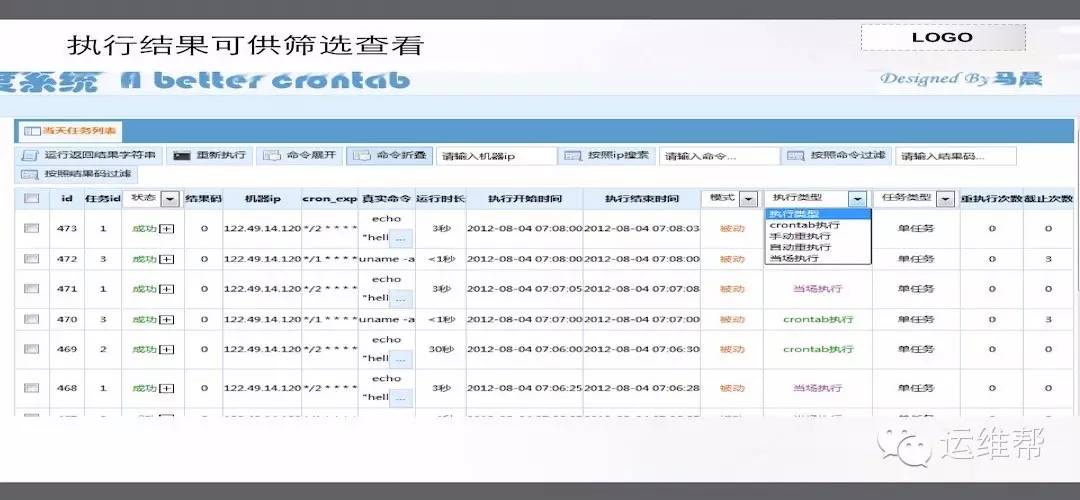 执行结果可供筛选查看
LOGO
度系统 A better crontab
Designed By 马晨
当天任务列表
运行返回结果字符串 重新执行 命令展开 命令折叠 请输入机器ip 按照ip搜索 请输入命令... 按照命令过滤 请输入结果码...
按照结果码过滤
id 任务id 状态 结果码 机器ip cron_exp 真实命令 运行时长 执行开始时间 执行结束时间 模式 执行类型 任务类型 重执行次数 截止次数
执行类型
crontab执行
手动重执行
自动重执行
当场执行
473 1 成功 0 122.49.14.120 */2 * * * * echo "hell ... 3秒 2012-08-04 07:08:00 2012-08-04 07:08:03 被动 单任务 0 0
472 3 成功 0 122.49.14.120 */1 * * * * uname -a <1秒 2012-08-04 07:08:00 2012-08-04 07:08:00 被动 单任务 0 3
471 1 成功 0 122.49.14.120 */2 * * * * echo "hell ... 3秒 2012-08-04 07:07:05 2012-08-04 07:07:08 被动 当场执行 单任务 0 0
470 3 成功 0 122.49.14.120 */1 * * * * uname -a <1秒 2012-08-04 07:07:00 2012-08-04 07:07:00 被动 crontab执行 单任务 0 3
469 2 成功 0 122.49.14.120 */2 * * * * echo "hell ... 30秒 2012-08-04 07:06:00 2012-08-04 07:06:30 被动 crontab执行 单任务 0 0
468 1 成功 0 122.49.14.120 */2 * * * * echo "hell ... 3秒 2012-08-04 07:06:25 2012-08-04 07:06:28 被动 当场执行 单任务 0 0
运维帮